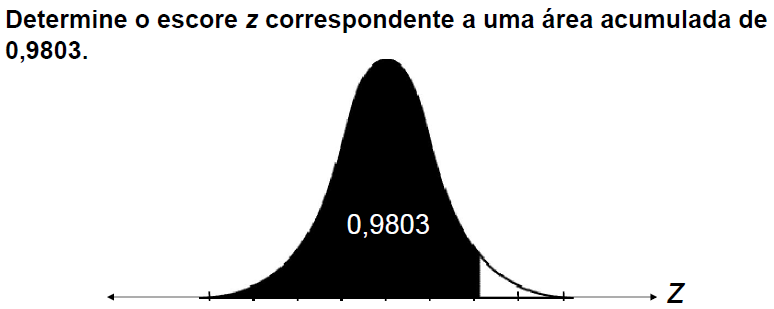 Determine o escore z correspondente a uma área acumulada de
0,9803.
0,9803
z